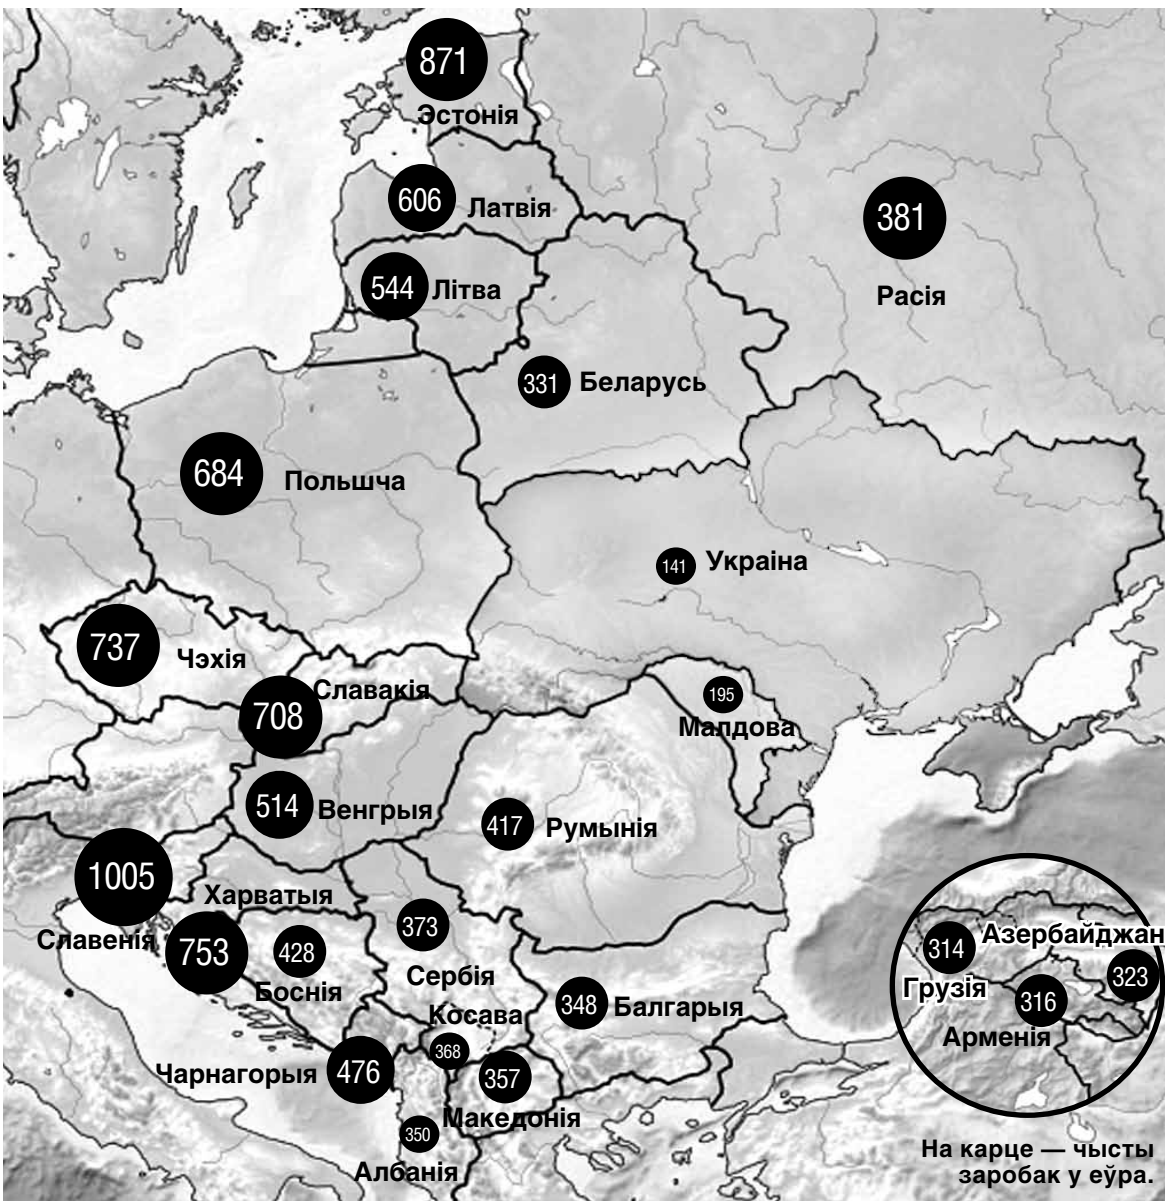 871
Эстонія
606
Латвія
381
Расія
544
Літва
331
Беларусь
684
Польшча
141
Украіна
737
Чэхія
Славакія
708
195
Малдова
514
Венгрыя
417
Румынія
1005
Славенія
Харватыя
753
428
Боснія
373
Сербія
Косава
368
348
Балгарыя
Чарнагорыя
476
357
Македонія
350
Албанія
Азербайджан
314
Грузія
323
316
Арменія
На карце — чысты
заробак у еўра.